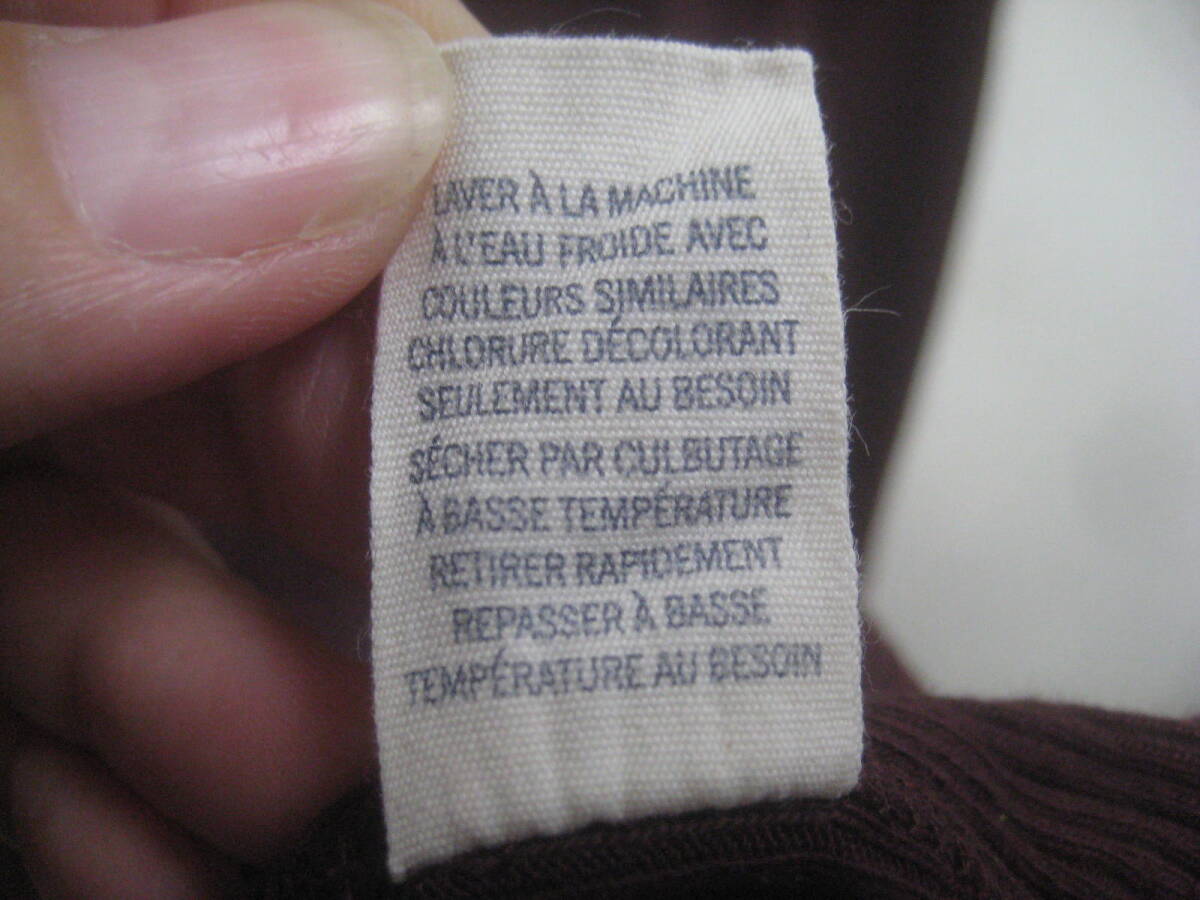 LAVER À LA MACHINE
À L'EAU FROIDE AVEC
COULEURS SIMILAIRES
CHLORURE DÉCOLORANT
SEULEMENT AU BESOIN
SÉCHER PAR CULBUTAGE
À BASSE TEMPÉRATURE
RETIRER RAPIDEMENT
REPASSER À BASSE
TEMPÉRATURE AU BESOIN